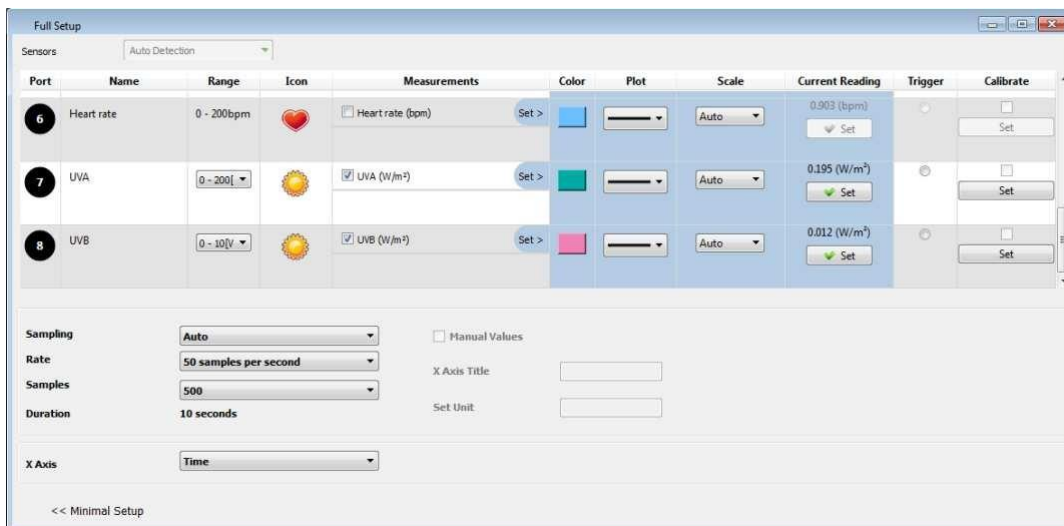 Full Setup
Sensors Auto Detection
Port Name Range Icon Measurements Color Plot Scale Current Reading Trigger Calibrate
6 Heart rate 0 - 200bpm Heart rate (bpm) Set > Auto 0.903 (bpm)
Set Set
7 UVA 0 - 200[ UVA (W/m²) Set > Auto 0.195 (W/m²)
Set Set
8 UVB 0 - 10[V UVB (W/m²) Set > Auto 0.012 (W/m²)
Set Set
Sampling Auto Manual Values
Rate 50 samples per second
X Axis Title
Samples 500
Set Unit
Duration 10 seconds
X Axis Time
<< Minimal Setup